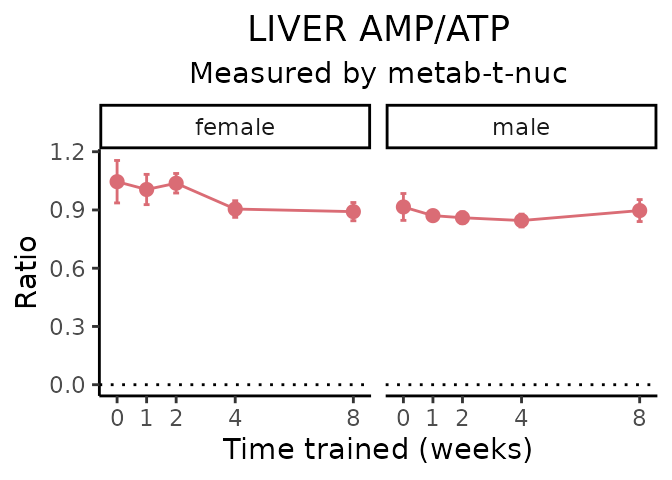 LIVER AMP/ATP
Measured by metab-t-nuc
female
male
1.2
0.9
0.6
0.3
0.0
Ratio
0 1 2 4 8
0 1 2 4 8
Time trained (weeks)